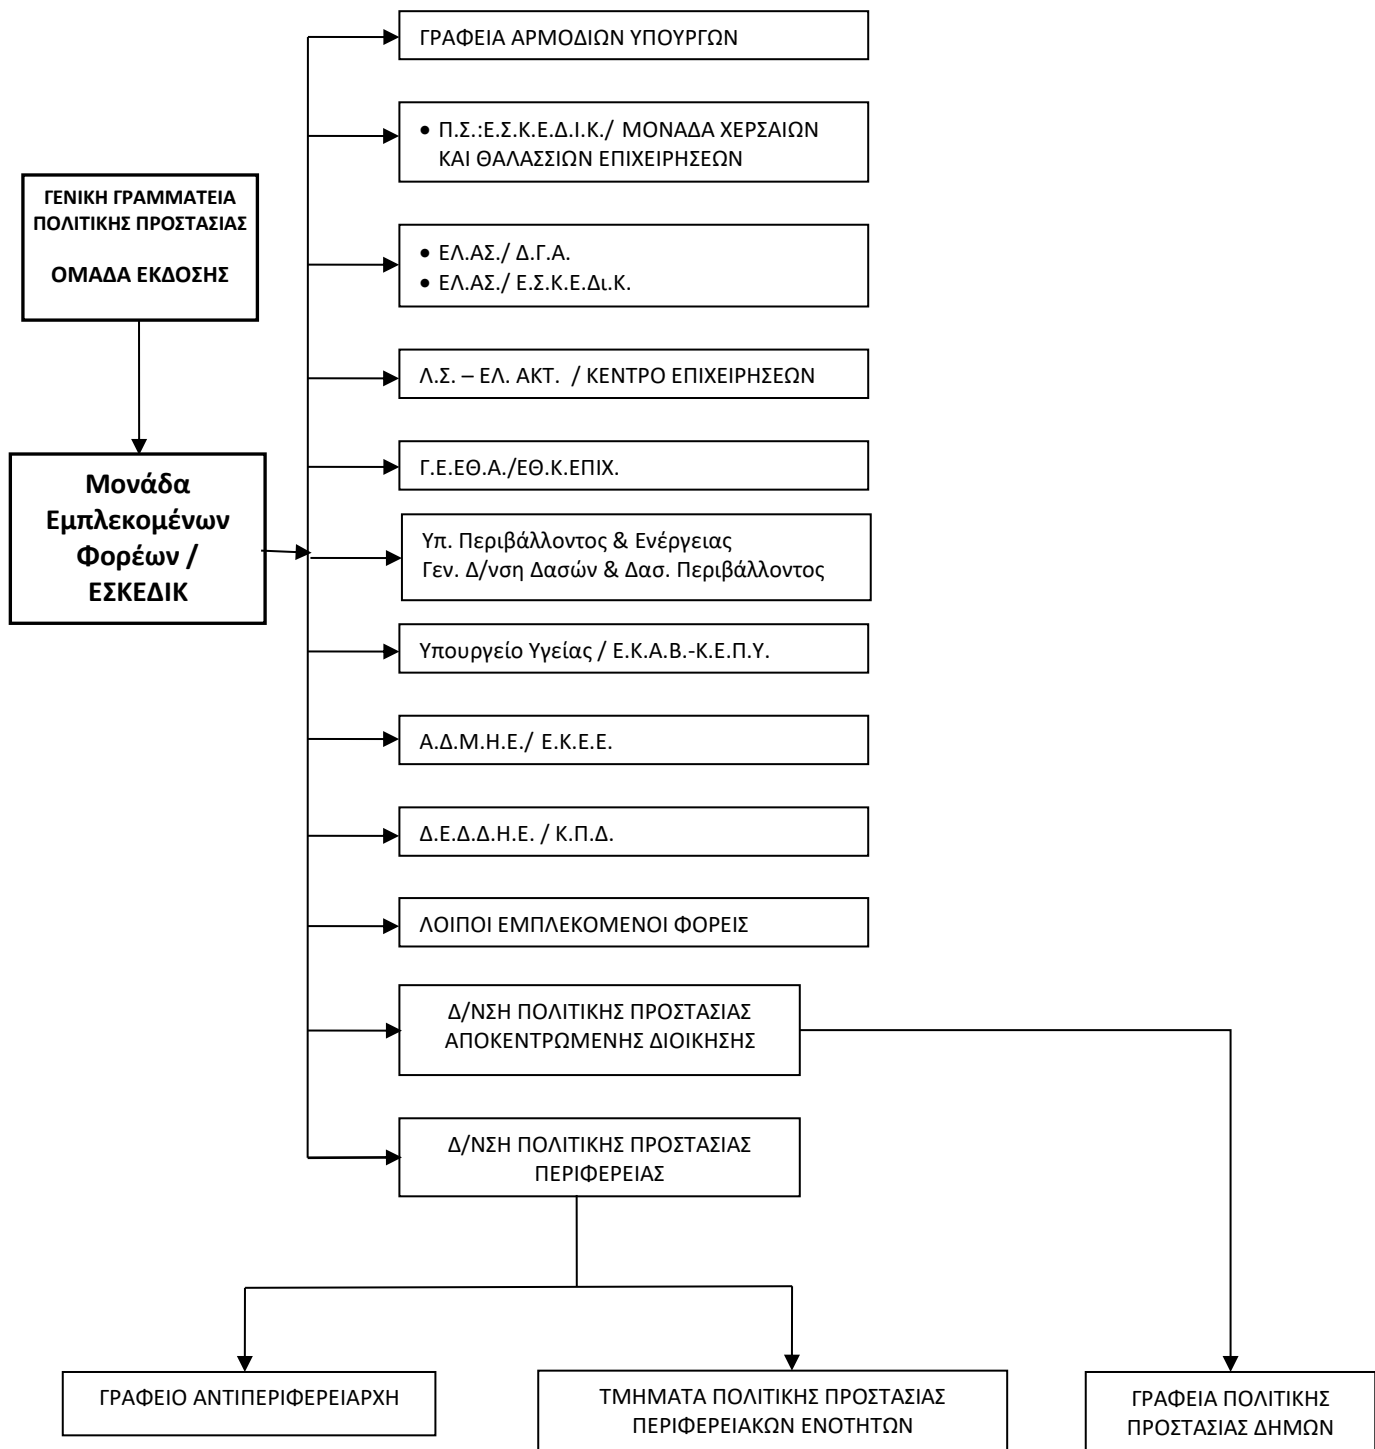 ΓΡΑΦΕΙΑ ΑΡΜΟΔΙΩΝ ΥΠΟΥΡΓΩΝ
• Π.Σ.:Ε.Σ.Κ.Ε.Δ.Ι.Κ./ ΜΟΝΑΔΑ ΧΕΡΣΑΙΩΝ
ΚΑΙ ΘΑΛΑΣΣΙΩΝ ΕΠΙΧΕΙΡΗΣΕΩΝ
ΓΕΝΙΚΗ ΓΡΑΜΜΑΤΕΙΑ
ΠΟΛΙΤΙΚΗΣ ΠΡΟΣΤΑΣΙΑΣ
ΟΜΑΔΑ ΕΚΔΟΣΗΣ
• ΕΛ.ΑΣ./ Δ.Γ.Α.
• ΕΛ.ΑΣ./ Ε.Σ.Κ.Ε.Δι.Κ.
Λ.Σ. – ΕΛ. ΑΚΤ. / ΚΕΝΤΡΟ ΕΠΙΧΕΙΡΗΣΕΩΝ
Γ.Ε.ΕΘ.Α./ΕΘ.Κ.ΕΠΙΧ.
Μονάδα
Εμπλεκομένων
Φορέων /
ΕΣΚΕΔΙΚ
Υπ. Περιβάλλοντος & Ενέργειας
Γεν. Δ/νση Δασών & Δασ. Περιβάλλοντος
Υπουργείο Υγείας / Ε.Κ.Α.Β.-Κ.Ε.Π.Υ.
Α.Δ.Μ.Η.Ε./ Ε.Κ.Ε.Ε.
Δ.Ε.Δ.Δ.Η.Ε. / Κ.Π.Δ.
ΛΟΙΠΟΙ ΕΜΠΛΕΚΟΜΕΝΟΙ ΦΟΡΕΙΣ
Δ/ΝΣΗ ΠΟΛΙΤΙΚΗΣ ΠΡΟΣΤΑΣΙΑΣ
ΑΠΟΚΕΝΤΡΩΜΕΝΗΣ ΔΙΟΙΚΗΣΗΣ
Δ/ΝΣΗ ΠΟΛΙΤΙΚΗΣ ΠΡΟΣΤΑΣΙΑΣ
ΠΕΡΙΦΕΡΕΙΑΣ
ΓΡΑΦΕΙΟ ΑΝΤΙΠΕΡΙΦΕΡΕΙΑΡΧΗ
ΤΜΗΜΑΤΑ ΠΟΛΙΤΙΚΗΣ ΠΡΟΣΤΑΣΙΑΣ
ΠΕΡΙΦΕΡΕΙΑΚΩΝ ΕΝΟΤΗΤΩΝ
ΓΡΑΦΕΙΑ ΠΟΛΙΤΙΚΗΣ
ΠΡΟΣΤΑΣΙΑΣ ΔΗΜΩΝ